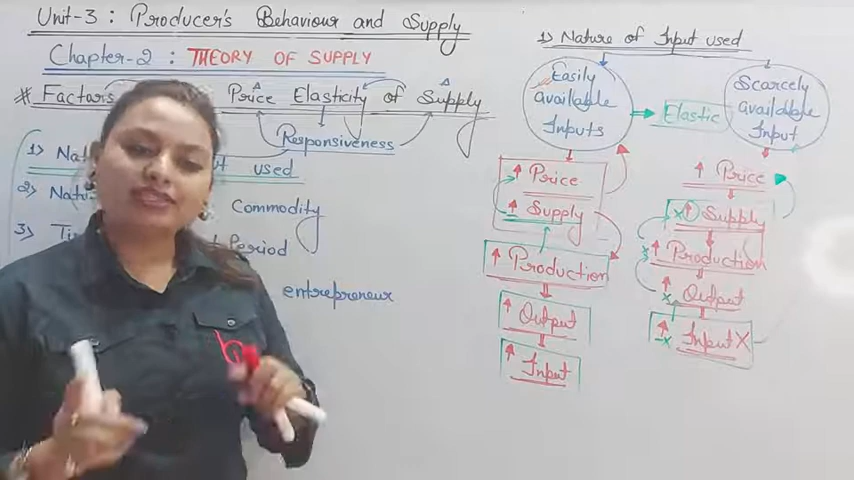 Unit-3 : Producer's Behaviour and Supply
Chapter-2 : THEORY OF SUPPLY
# Factors Price Elasticity of Supply
Responsiveness
1) Nat used
2) Natu Commodity
3) Ti Period
entrepreneur
1) Nature of Input used
Easily
available
Inputs
Elastic
Scarcely
available
Input
↑ Price
↑ Supply
↑ Production
↑ Output
↑ Input
↑ Price
x ↑ Supply
x ↑ Production
x ↑ Output
↑ x Input X